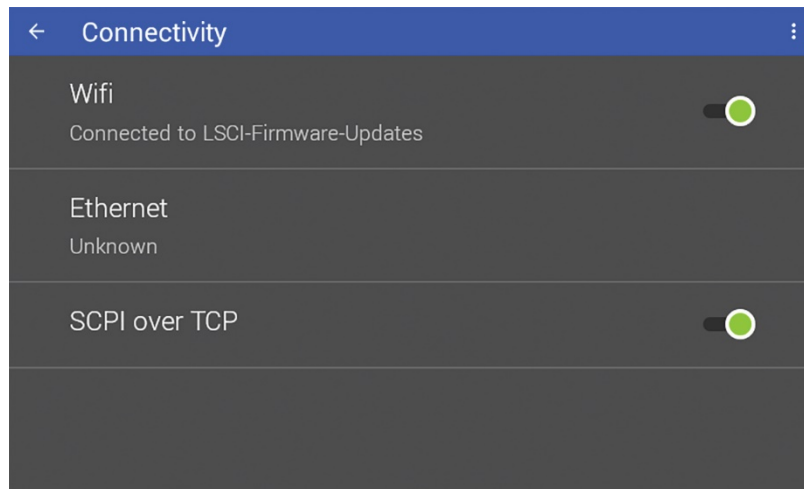 Connectivity
Wifi
Connected to LSCI-Firmware-Updates
Ethernet
Unknown
SCPI over TCP